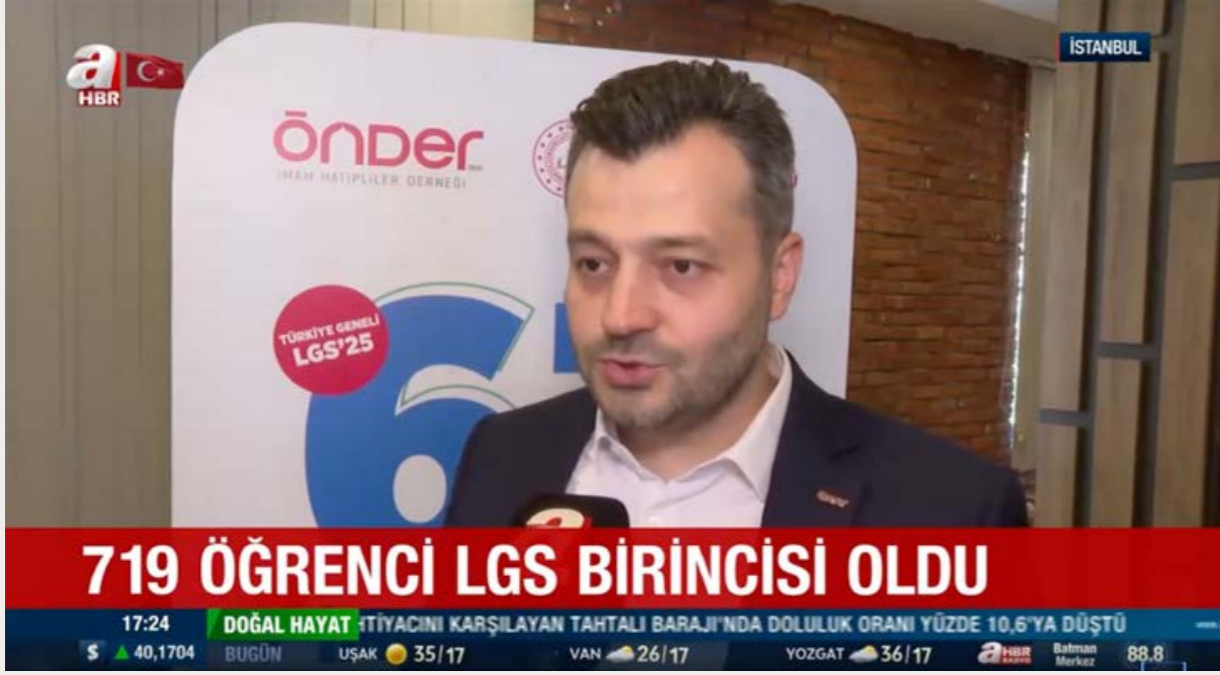 a
HBR
İSTANBUL
ÖNDER
İMAM HATİPLİLER DERNEĞİ
TÜRKİYE GENELİ
LGS'25
6
719 ÖĞRENCİ LGS BİRİNCİSİ OLDU
17:24
DOĞAL HAYAT
HTİYACINI KARŞILAYAN TAHTALI BARAJI'NDA DOLULUK ORANI YÜZDE 10,6'YA DÜŞTÜ
$ ▲ 40,1704
BUGÜN
UŞAK 35/17
VAN 26/17
YOZGAT 36/17
a HBR RADYO
Batman
Merkez
88.8